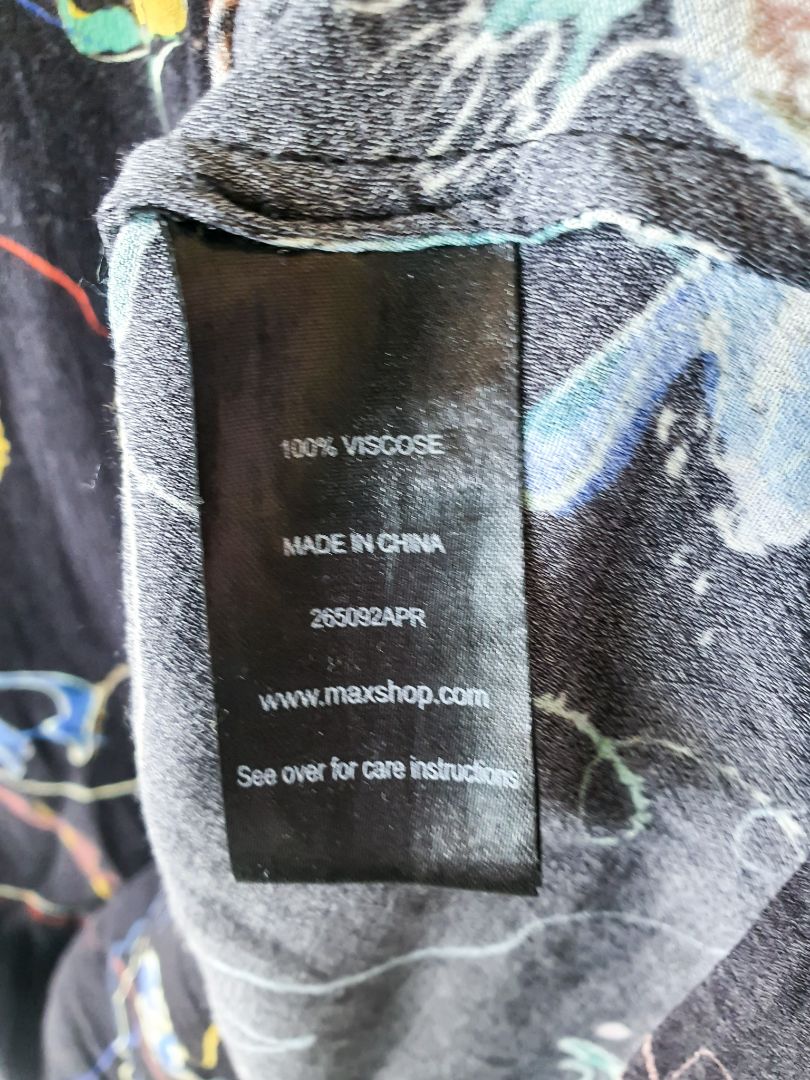 100% VISCOSE
MADE IN CHINA
265092APR
www.maxshop.com
See over for care instructions